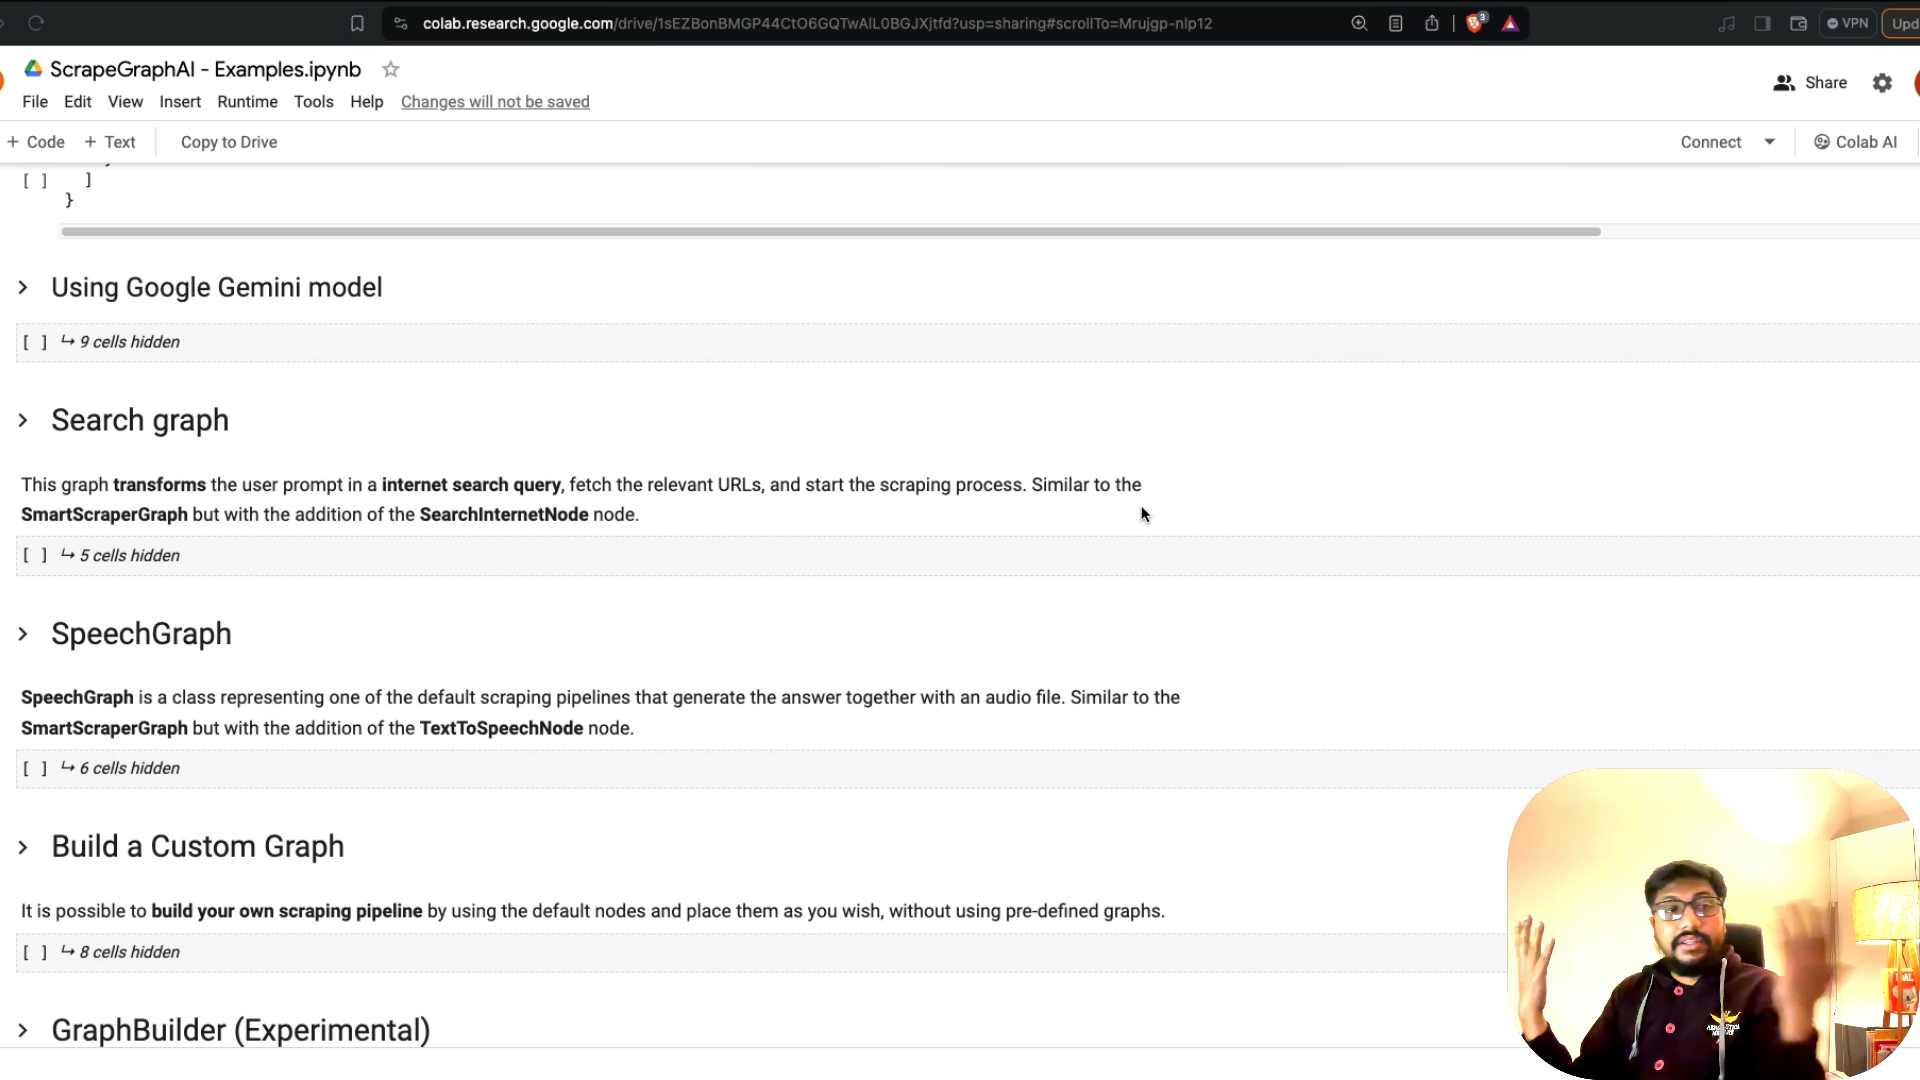 colab.research.google.com/drive/1sEZBonBMGP44CtO6GQTwAlL0BGJXjtfd?usp=sharing#scrollTo=Mrujgp-nlp12
3
VPN
Upd
ScrapeGraphAI - Examples.ipynb
Share
File Edit View Insert Runtime Tools Help Changes will not be saved
+ Code + Text Copy to Drive
Connect
Colab AI
[ ] ]
}
Using Google Gemini model
[ ] ↳ 9 cells hidden
Search graph
This graph transforms the user prompt in a internet search query, fetch the relevant URLs, and start the scraping process. Similar to the
SmartScraperGraph but with the addition of the SearchInternetNode node.
[ ] ↳ 5 cells hidden
SpeechGraph
SpeechGraph is a class representing one of the default scraping pipelines that generate the answer together with an audio file. Similar to the
SmartScraperGraph but with the addition of the TextToSpeechNode node.
[ ] ↳ 6 cells hidden
Build a Custom Graph
It is possible to build your own scraping pipeline by using the default nodes and place them as you wish, without using pre-defined graphs.
[ ] ↳ 8 cells hidden
GraphBuilder (Experimental)